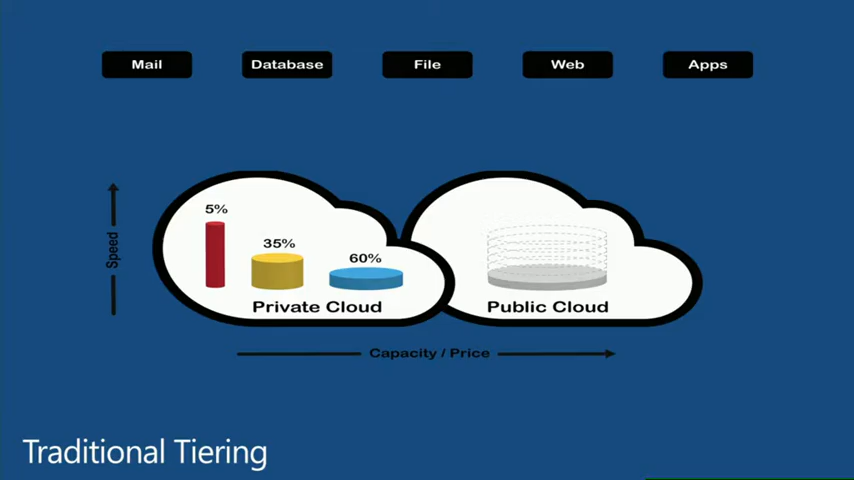 Mail Database File Web Apps
5%
35%
60%
Speed
Private Cloud Public Cloud
Capacity / Price
Traditional Tiering